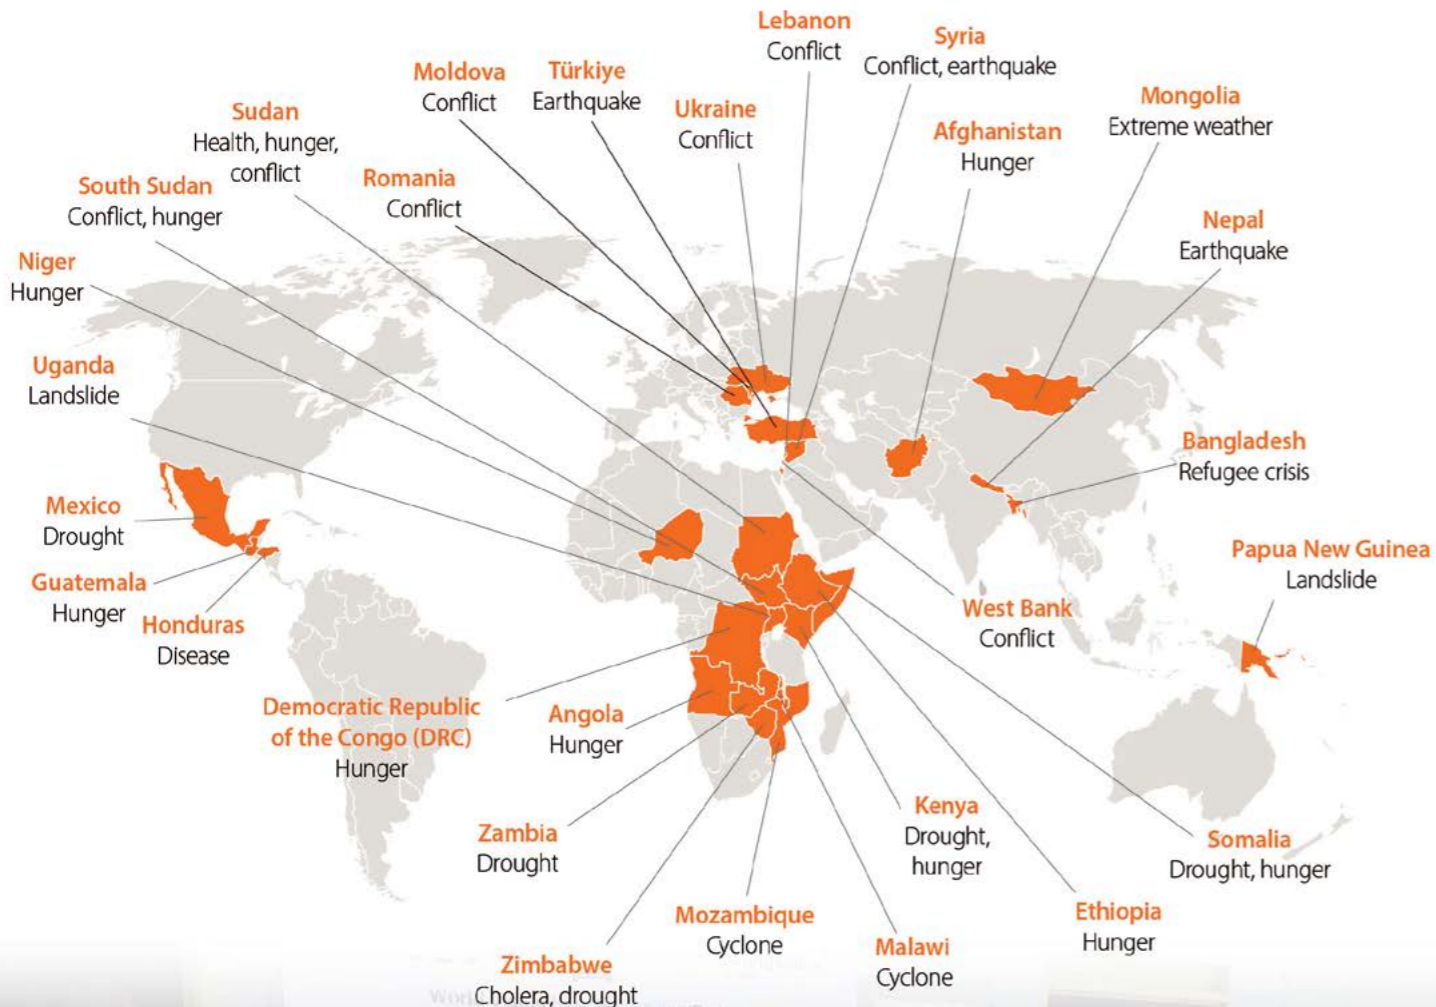 Lebanon
Conflict
Syria
Conflict, earthquake
Moldova
Conflict
Türkiye
Earthquake
Ukraine
Conflict
Mongolia
Extreme weather
Sudan
Health, hunger,
conflict
Afghanistan
Hunger
South Sudan
Conflict, hunger
Romania
Conflict
Nepal
Earthquake
Niger
Hunger
Uganda
Landslide
Bangladesh
Refugee crisis
Mexico
Drought
Papua New Guinea
Landslide
Guatemala
Hunger
Honduras
Disease
West Bank
Conflict
Democratic Republic
of the Congo (DRC)
Hunger
Angola
Hunger
Zambia
Drought
Kenya
Drought,
hunger
Somalia
Drought, hunger
Mozambique
Cyclone
Ethiopia
Hunger
Malawi
Cyclone
Zimbabwe
Cholera, drought